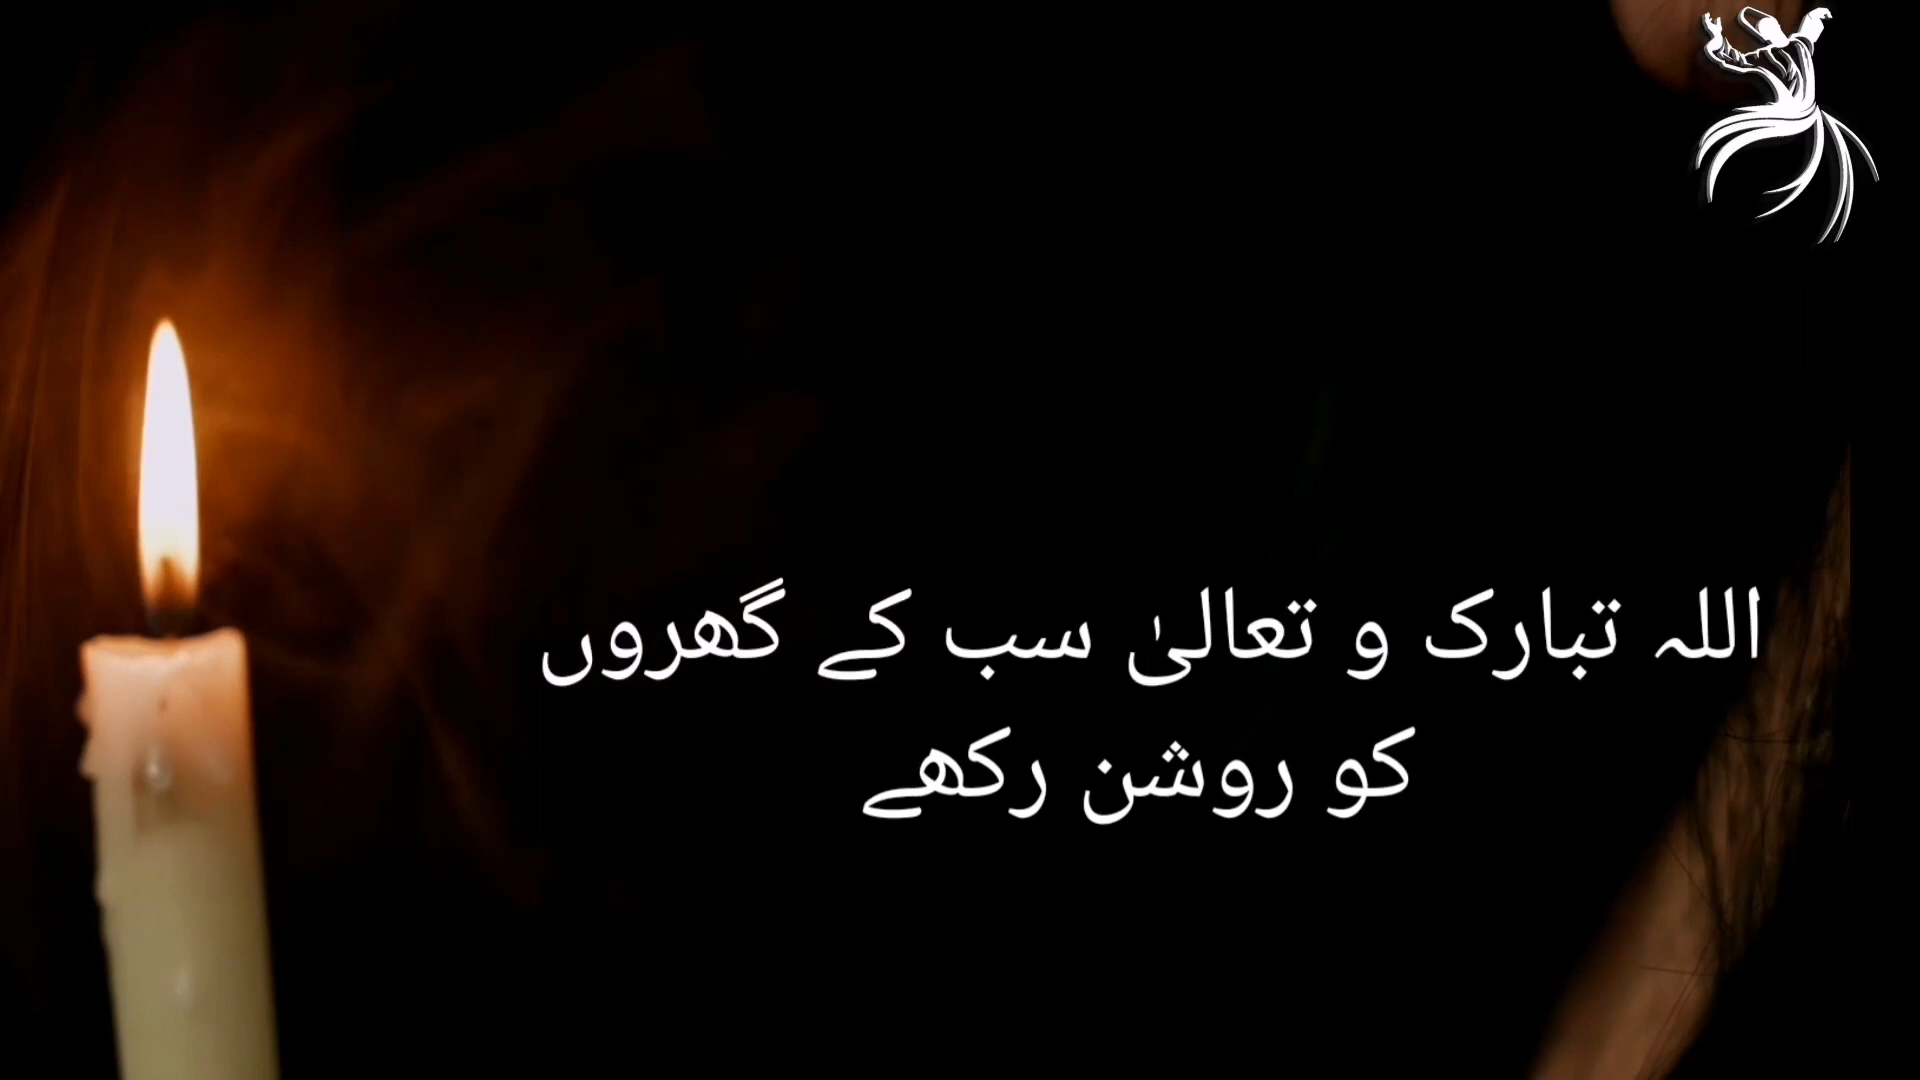 اللہ تبارک و تعالیٰ سب کے گھروں
کو روشن رکھے